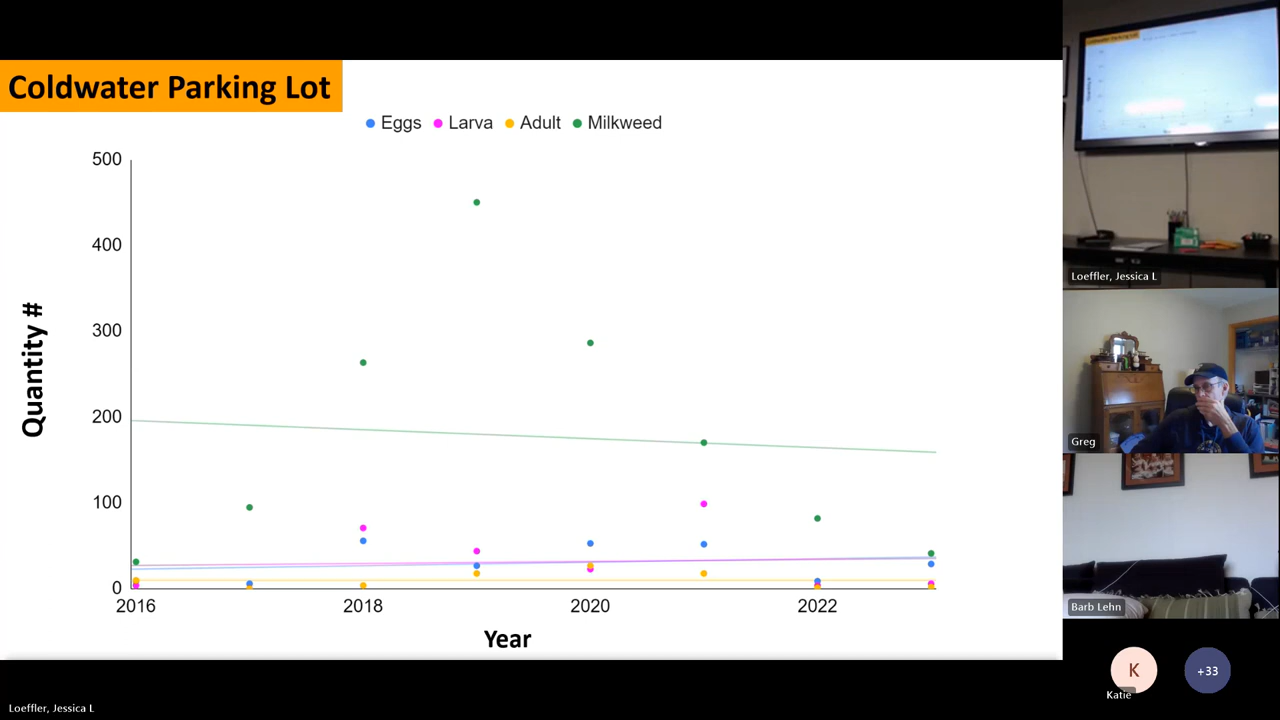 Coldwater Parking Lot
Eggs Larva Adult Milkweed
500
400
300
200
100
0
2016 2018 2020 2022
Quantity #
Year
Loeffler, Jessica L
Greg
Barb Lehn
K
+33
Katie
Loeffler, Jessica L